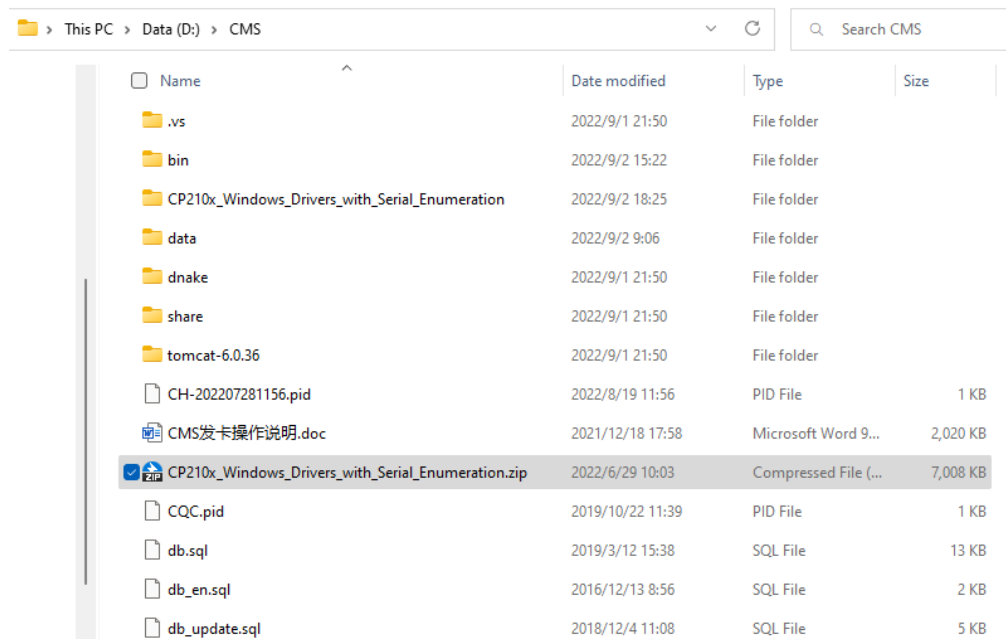 This PC > Data (D:) > CMS Search CMS
Name Date modified Type Size
.vs 2022/9/1 21:50 File folder
bin 2022/9/2 15:22 File folder
CP210x_Windows_Drivers_with_Serial_Enumeration 2022/9/2 18:25 File folder
data 2022/9/2 9:06 File folder
dnake 2022/9/1 21:50 File folder
share 2022/9/1 21:50 File folder
tomcat-6.0.36 2022/9/1 21:50 File folder
CH-202207281156.pid 2022/8/19 11:56 PID File 1 KB
CMS发卡操作说明.doc 2021/12/18 17:58 Microsoft Word 9... 2,020 KB
ZIP CP210x_Windows_Drivers_with_Serial_Enumeration.zip 2022/6/29 10:03 Compressed File (... 7,008 KB
CQC.pid 2019/10/22 11:39 PID File 1 KB
db.sql 2019/3/12 15:38 SQL File 13 KB
db_en.sql 2016/12/13 8:56 SQL File 2 KB
db_update.sql 2018/12/4 11:08 SQL File 5 KB